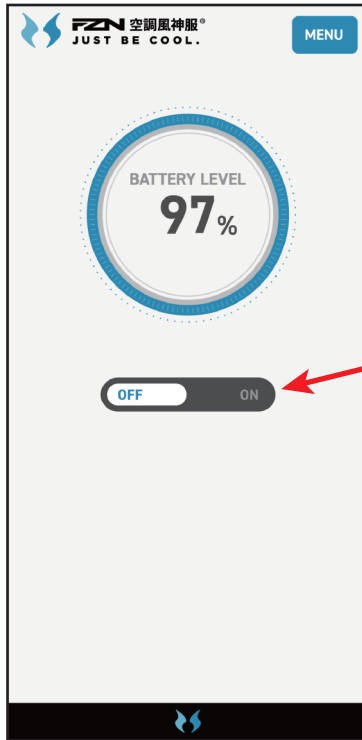 FZN 空調風神服®
JUST BE COOL.
MENU
BATTERY LEVEL
97%
OFF ON